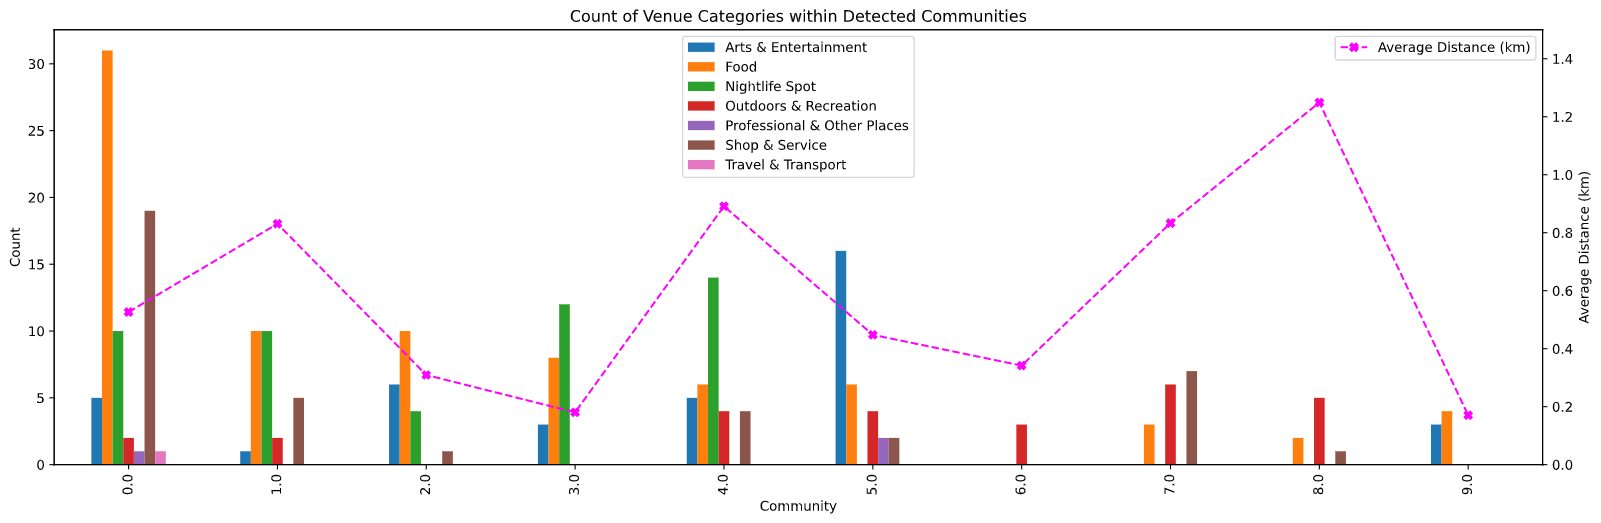 Count of Venue Categories within Detected Communities
Arts & Entertainment
Food
Nightlife Spot
Outdoors & Recreation
Professional & Other Places
Shop & Service
Travel & Transport
Average Distance (km)
30
25
20
15
10
5
0
Count
1.4
1.2
1.0
0.8
0.6
0.4
0.2
0.0
Average Distance (km)
0.0 1.0 2.0 3.0 4.0 5.0 6.0 7.0 8.0 9.0
Community